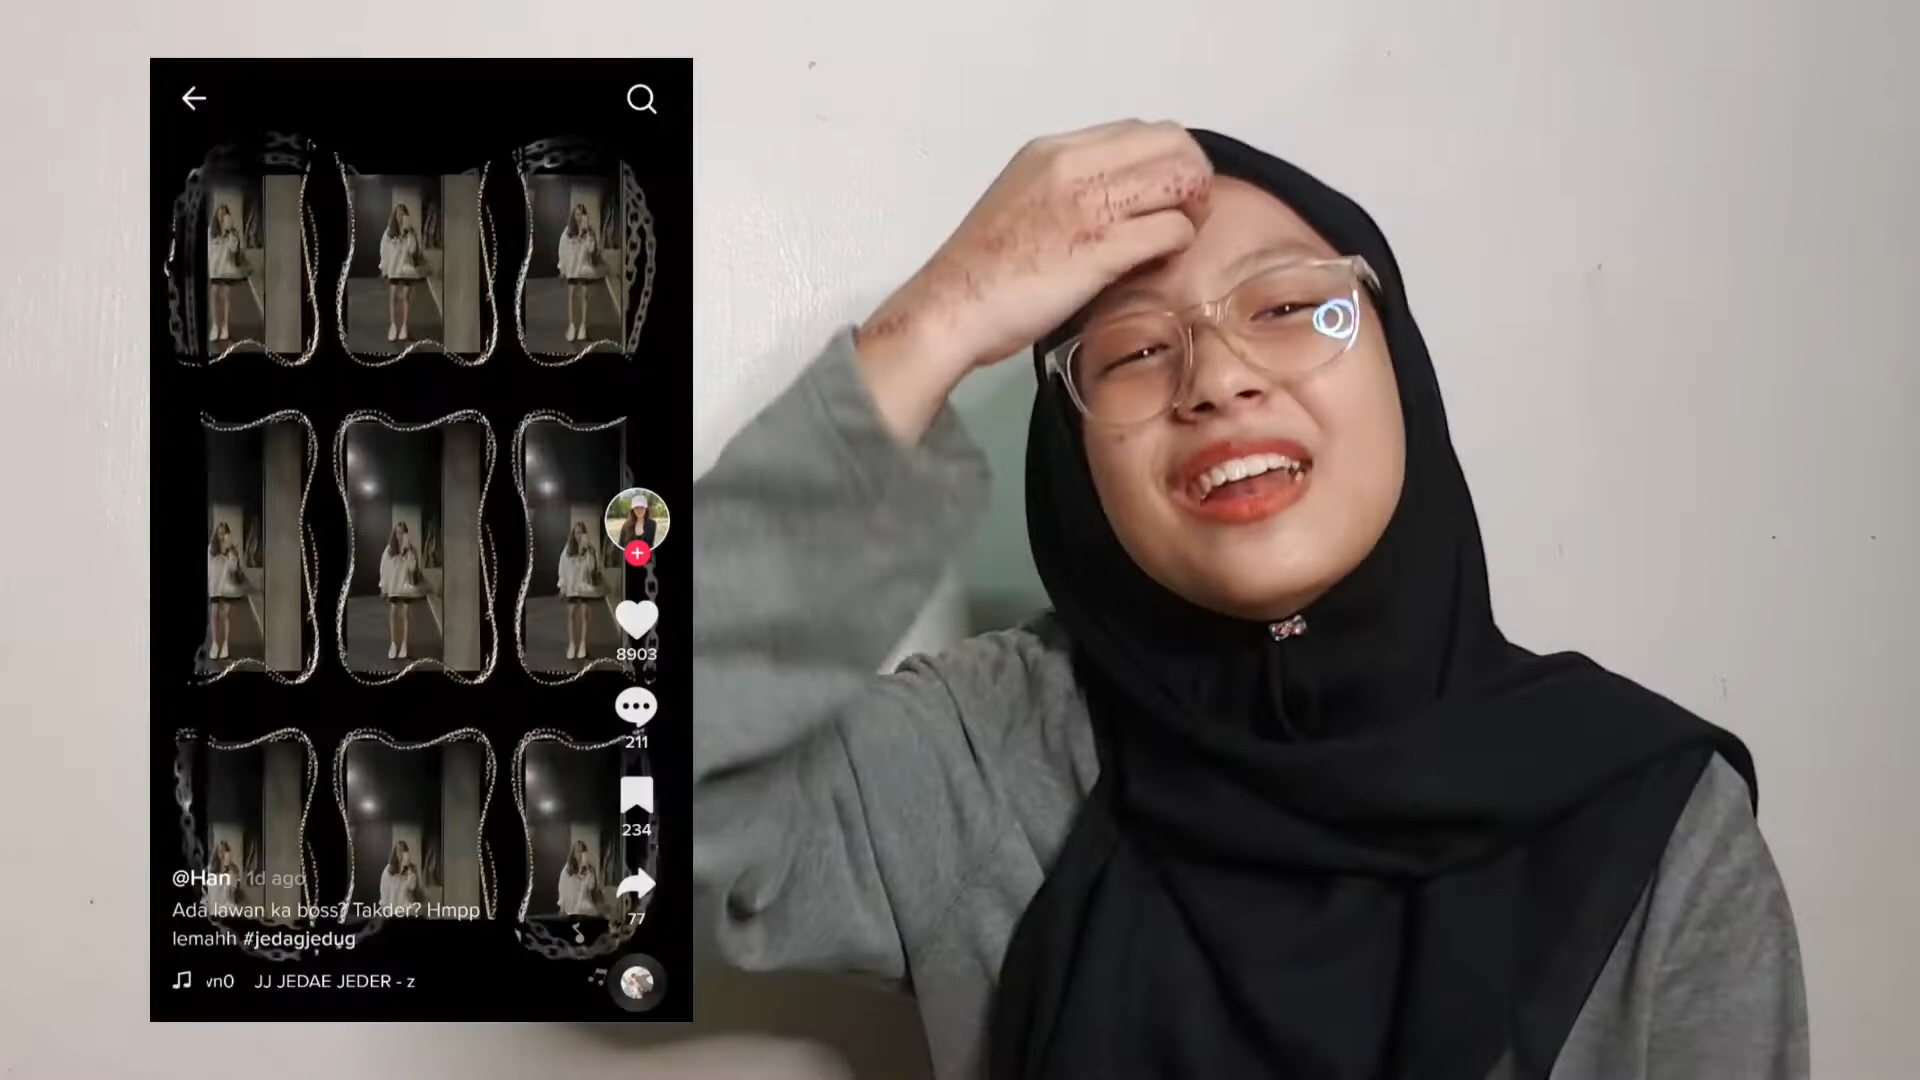 8903
211
234
77
@Han · 1d ago
Ada lawan ka boss? Takder? Hmpp
lemahh #jedagjedug
vn0 JJ JEDAE JEDER - z